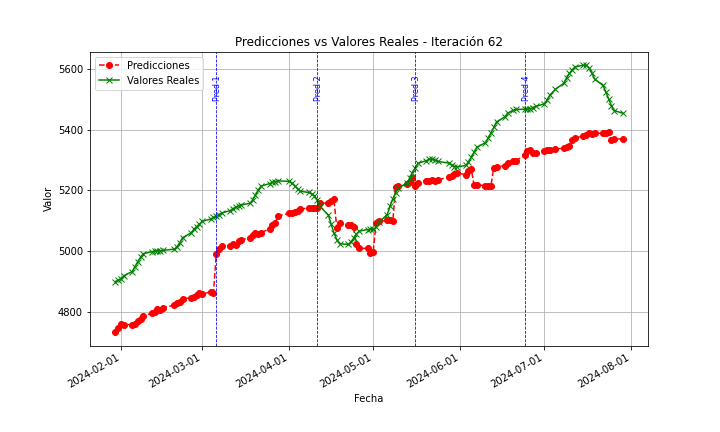 Predicciones vs Valores Reales - Iteración 62
Predicciones
Valores Reales
Pred 1
Pred 2
Pred 3
Pred 4
Valor
5600
5400
5200
5000
4800
2024-02-01
2024-03-01
2024-04-01
2024-05-01
2024-06-01
2024-07-01
2024-08-01
Fecha